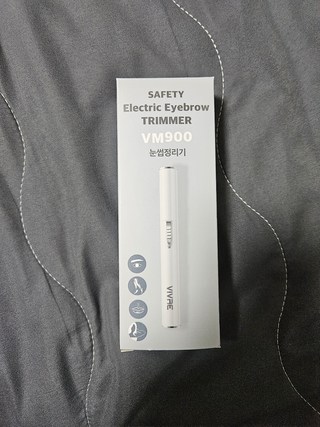 SAFETY
Electric Eyebrow
TRIMMER
VM900
눈썹정리기
VIVRE